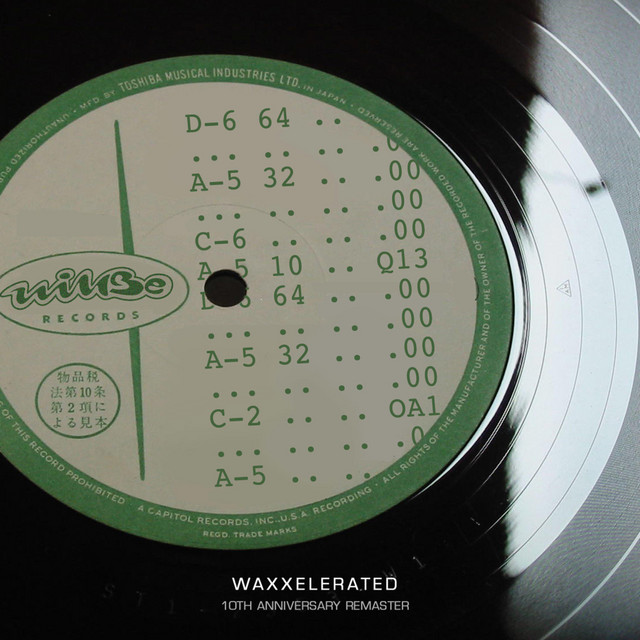 MFD. BY TOSHIBA MUSICAL INDUSTRIES LTD. IN JAPAN · UNAUTHORIZED
D-6 64 .. .0
... .. .. .00
A-5 32 .. .00
... .. .. .00
C-6 .. .. .00
A-5 10 .. Q13
D-6 64 .. .00
... .. .. .00
A-5 32 .. .00
... .. .. .00
C-2 .. .. OA1
... .. .. .0
A-5 .. ..
willBe
RECORDS
物品税
法第10条
第2項に
よる見本
OF THIS RECORD PROHIBITED · A CAPITOL RECORDS, INC., U.S.A. RECORDING · ALL RIGHTS OF THE MANUFACTURER AND OF THE OWNER OF THE RECORDED WORK ARE RESERVED
REGD. TRADE MARKS
WAXXELERATED
10TH ANNIVERSARY REMASTER